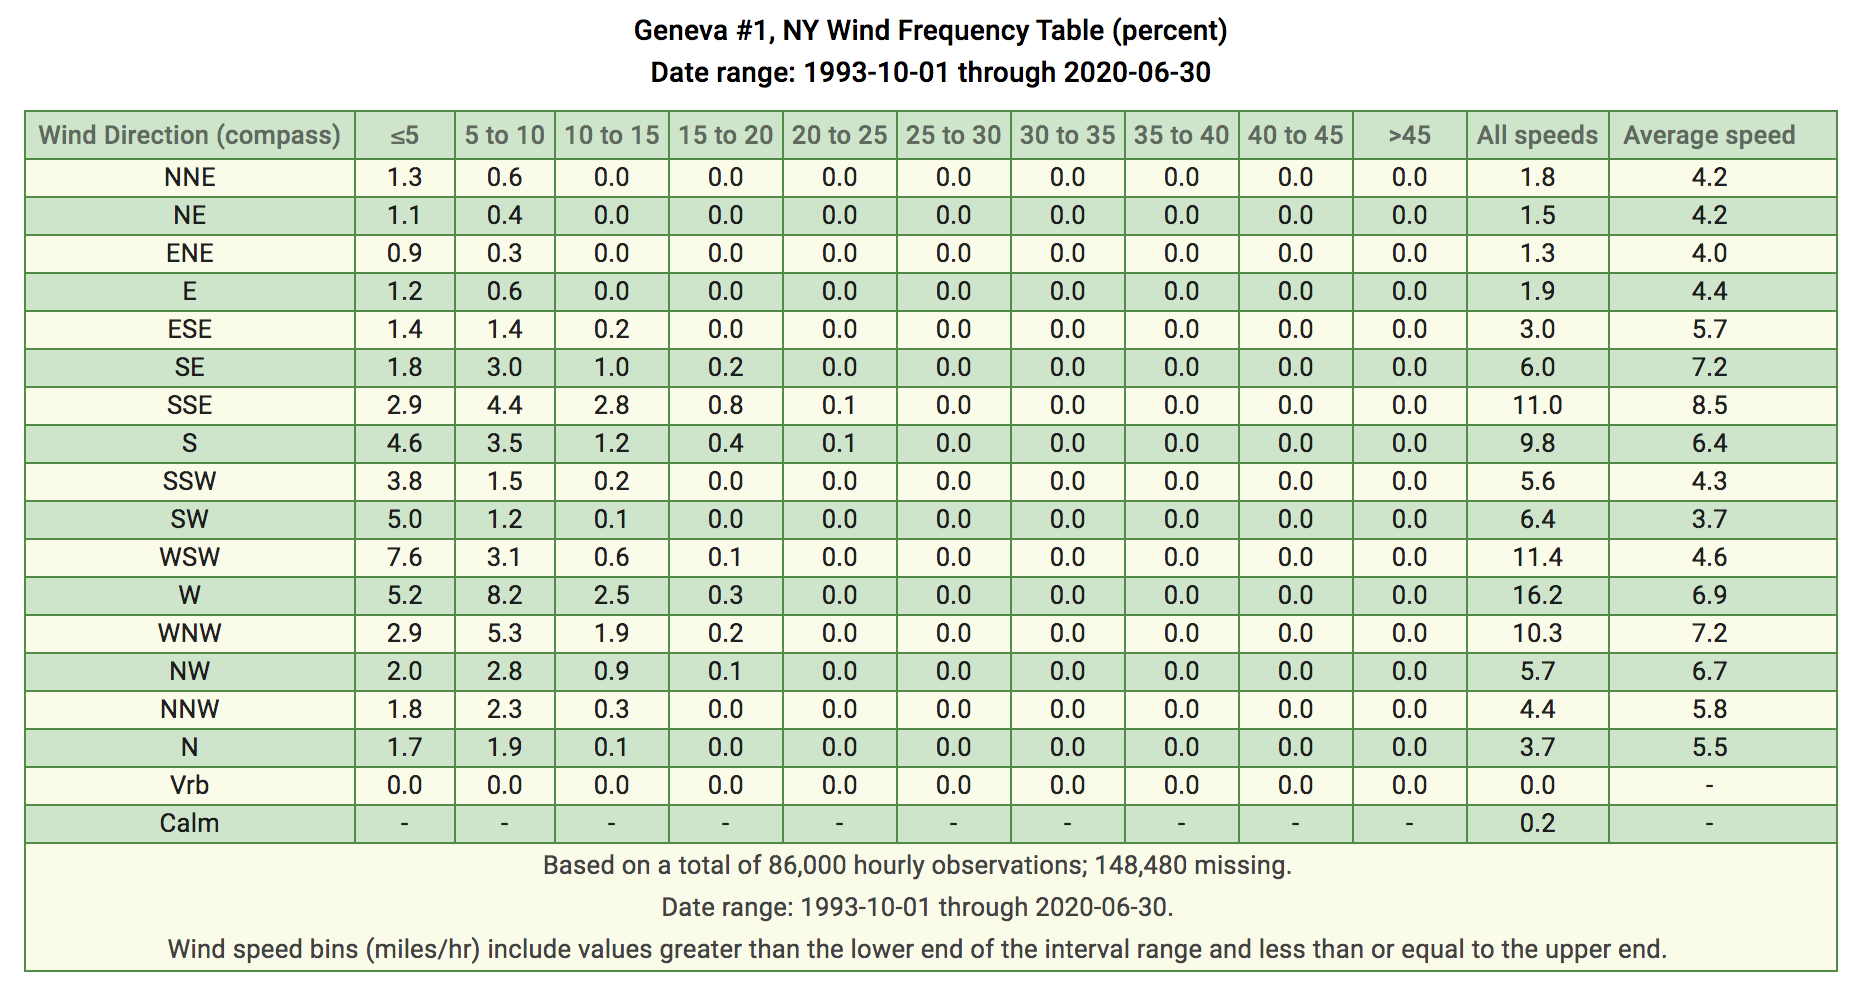 Geneva #1, NY Wind Frequency Table (percent)
Date range: 1993-10-01 through 2020-06-30
Wind Direction (compass) ≤5 5 to 10 10 to 15 15 to 20 20 to 25 25 to 30 30 to 35 35 to 40 40 to 45 >45 All speeds Average speed
NNE 1.3 0.6 0.0 0.0 0.0 0.0 0.0 0.0 0.0 0.0 1.8 4.2
NE 1.1 0.4 0.0 0.0 0.0 0.0 0.0 0.0 0.0 0.0 1.5 4.2
ENE 0.9 0.3 0.0 0.0 0.0 0.0 0.0 0.0 0.0 0.0 1.3 4.0
E 1.2 0.6 0.0 0.0 0.0 0.0 0.0 0.0 0.0 0.0 1.9 4.4
ESE 1.4 1.4 0.2 0.0 0.0 0.0 0.0 0.0 0.0 0.0 3.0 5.7
SE 1.8 3.0 1.0 0.2 0.0 0.0 0.0 0.0 0.0 0.0 6.0 7.2
SSE 2.9 4.4 2.8 0.8 0.1 0.0 0.0 0.0 0.0 0.0 11.0 8.5
S 4.6 3.5 1.2 0.4 0.1 0.0 0.0 0.0 0.0 0.0 9.8 6.4
SSW 3.8 1.5 0.2 0.0 0.0 0.0 0.0 0.0 0.0 0.0 5.6 4.3
SW 5.0 1.2 0.1 0.0 0.0 0.0 0.0 0.0 0.0 0.0 6.4 3.7
WSW 7.6 3.1 0.6 0.1 0.0 0.0 0.0 0.0 0.0 0.0 11.4 4.6
W 5.2 8.2 2.5 0.3 0.0 0.0 0.0 0.0 0.0 0.0 16.2 6.9
WNW 2.9 5.3 1.9 0.2 0.0 0.0 0.0 0.0 0.0 0.0 10.3 7.2
NW 2.0 2.8 0.9 0.1 0.0 0.0 0.0 0.0 0.0 0.0 5.7 6.7
NNW 1.8 2.3 0.3 0.0 0.0 0.0 0.0 0.0 0.0 0.0 4.4 5.8
N 1.7 1.9 0.1 0.0 0.0 0.0 0.0 0.0 0.0 0.0 3.7 5.5
Vrb 0.0 0.0 0.0 0.0 0.0 0.0 0.0 0.0 0.0 0.0 0.0 -
Calm - - - - - - - - - - 0.2 -
Based on a total of 86,000 hourly observations; 148,480 missing.
Date range: 1993-10-01 through 2020-06-30.
Wind speed bins (miles/hr) include values greater than the lower end of the interval range and less than or equal to the upper end.